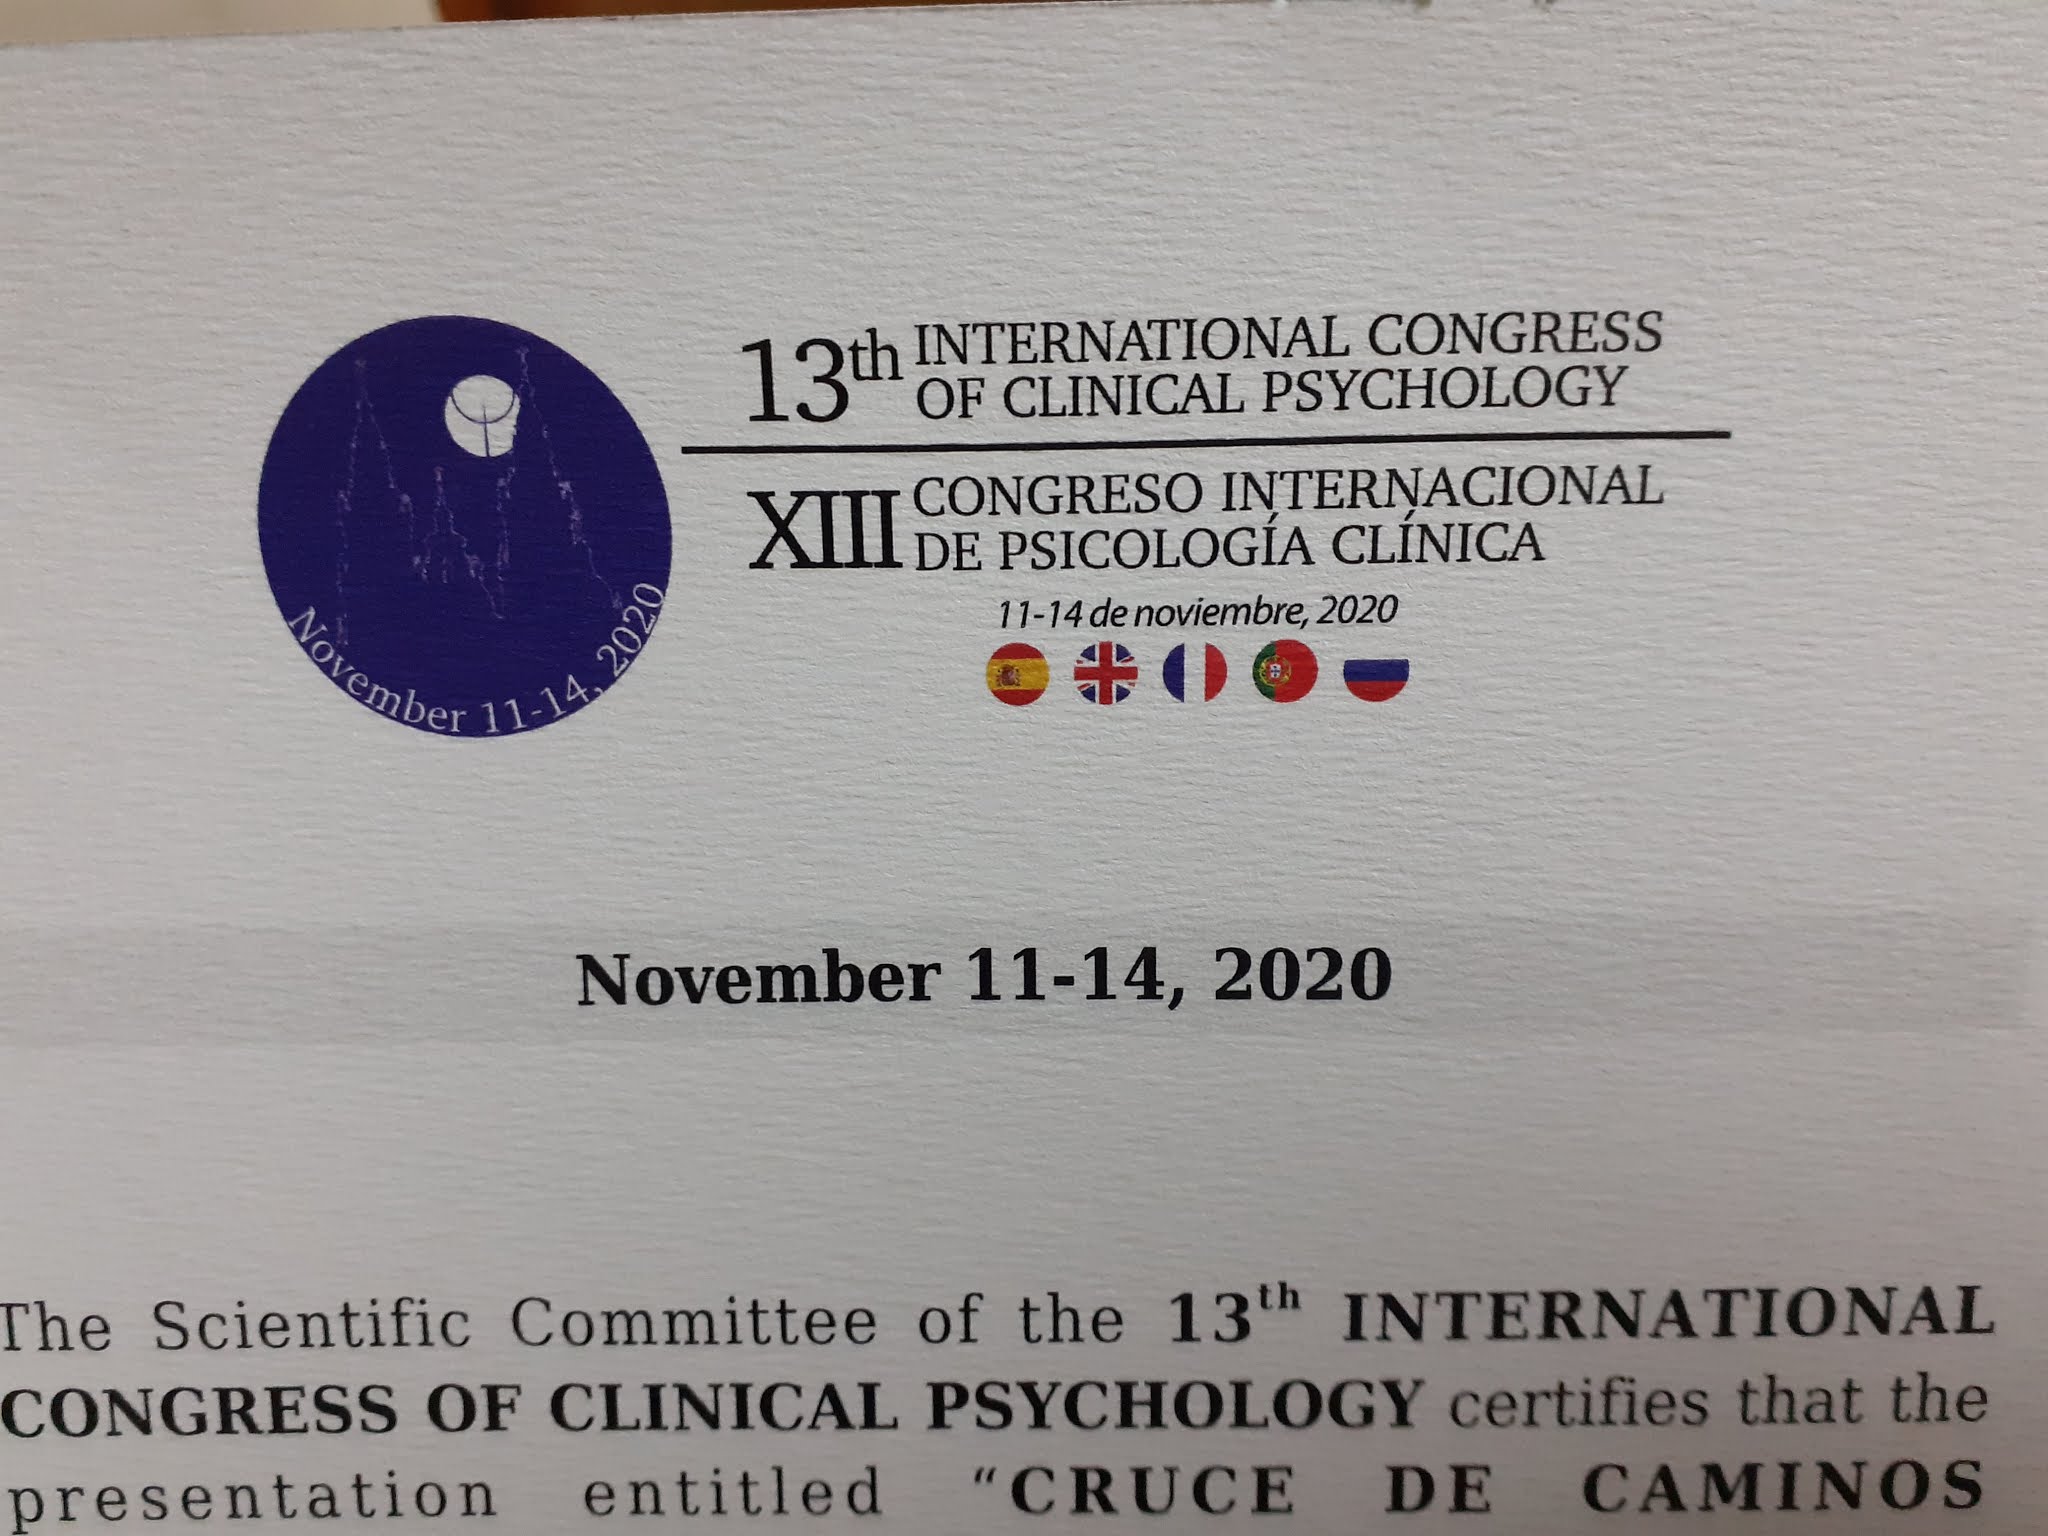 November 11-14, 2020
13th INTERNATIONAL CONGRESS
OF CLINICAL PSYCHOLOGY
XIII CONGRESO INTERNACIONAL
DE PSICOLOGÍA CLÍNICA
11-14 de noviembre, 2020
November 11-14, 2020
The Scientific Committee of the 13th INTERNATIONAL
CONGRESS OF CLINICAL PSYCHOLOGY certifies that the
presentation entitled “CRUCE DE CAMINOS